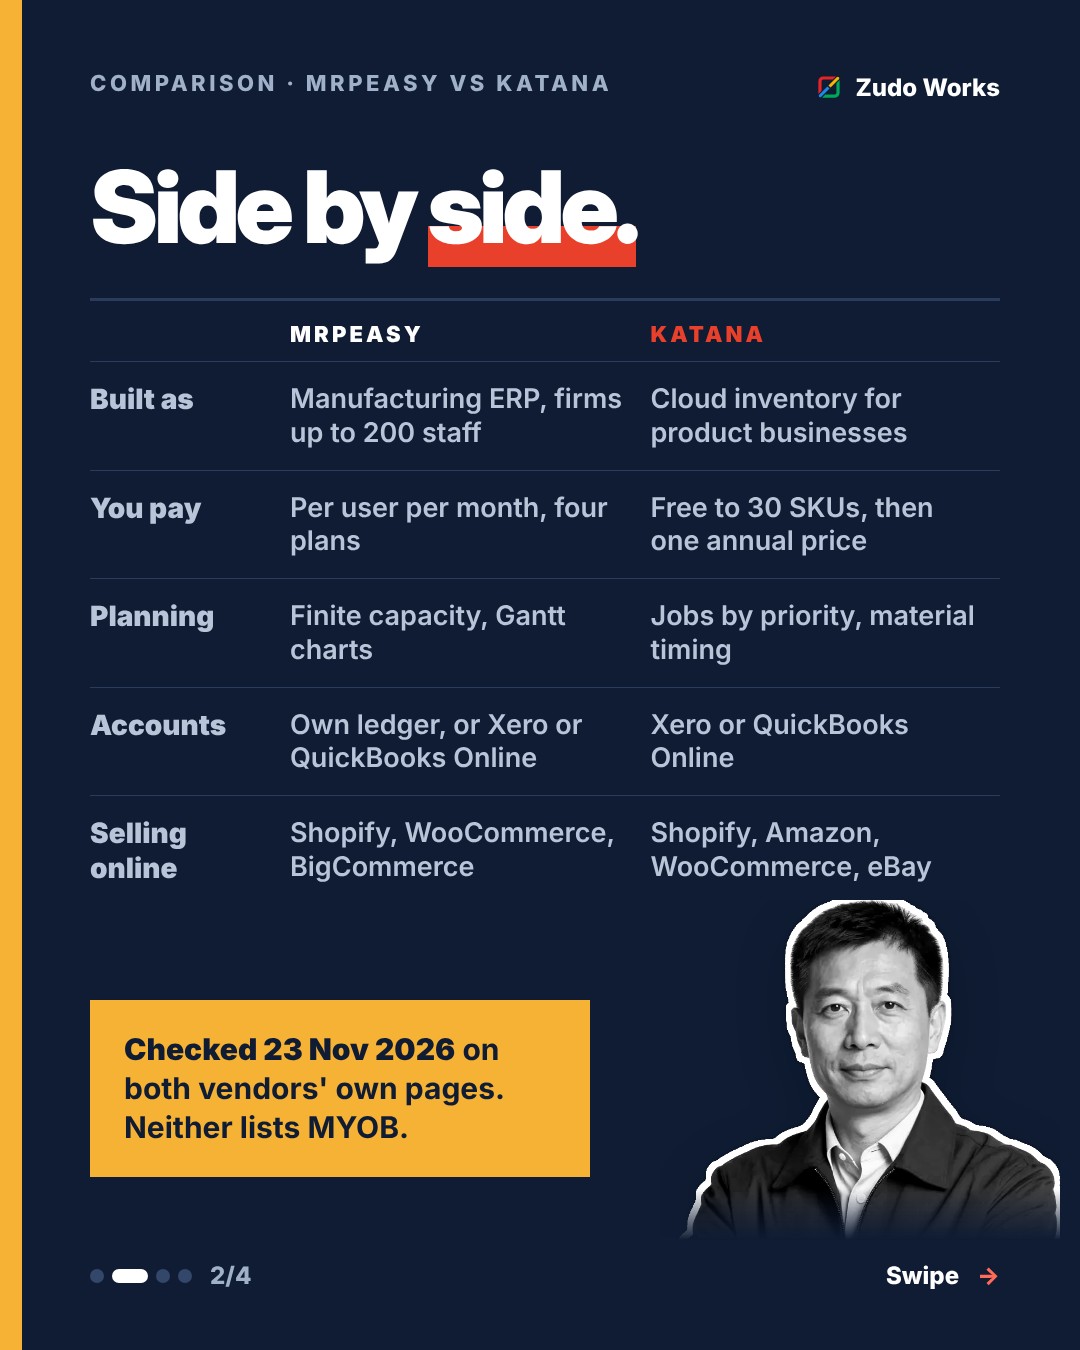 COMPARISON · MRPEASY VS KATANA
Zudo Works
Side by side.
MRPEASY KATANA
Built as
Manufacturing ERP, firms
up to 200 staff
Cloud inventory for
product businesses
You pay
Per user per month, four
plans
Free to 30 SKUs, then
one annual price
Planning
Finite capacity, Gantt
charts
Jobs by priority, material
timing
Accounts
Own ledger, or Xero or
QuickBooks Online
Xero or QuickBooks
Online
Selling
online
Shopify, WooCommerce,
BigCommerce
Shopify, Amazon,
WooCommerce, eBay
Checked 23 Nov 2026 on
both vendors' own pages.
Neither lists MYOB.
2/4
Swipe →